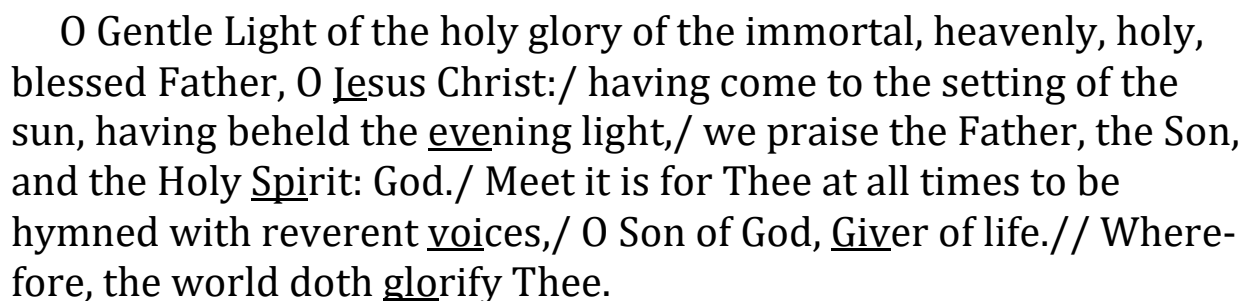 O Gentle Light of the holy glory of the immortal, heavenly, holy,
blessed Father, O Jesus Christ:/ having come to the setting of the
sun, having beheld the evening light,/ we praise the Father, the Son,
and the Holy Spirit: God./ Meet it is for Thee at all times to be
hymned with reverent voices,/ O Son of God, Giver of life.// Where-
fore, the world doth glorify Thee.